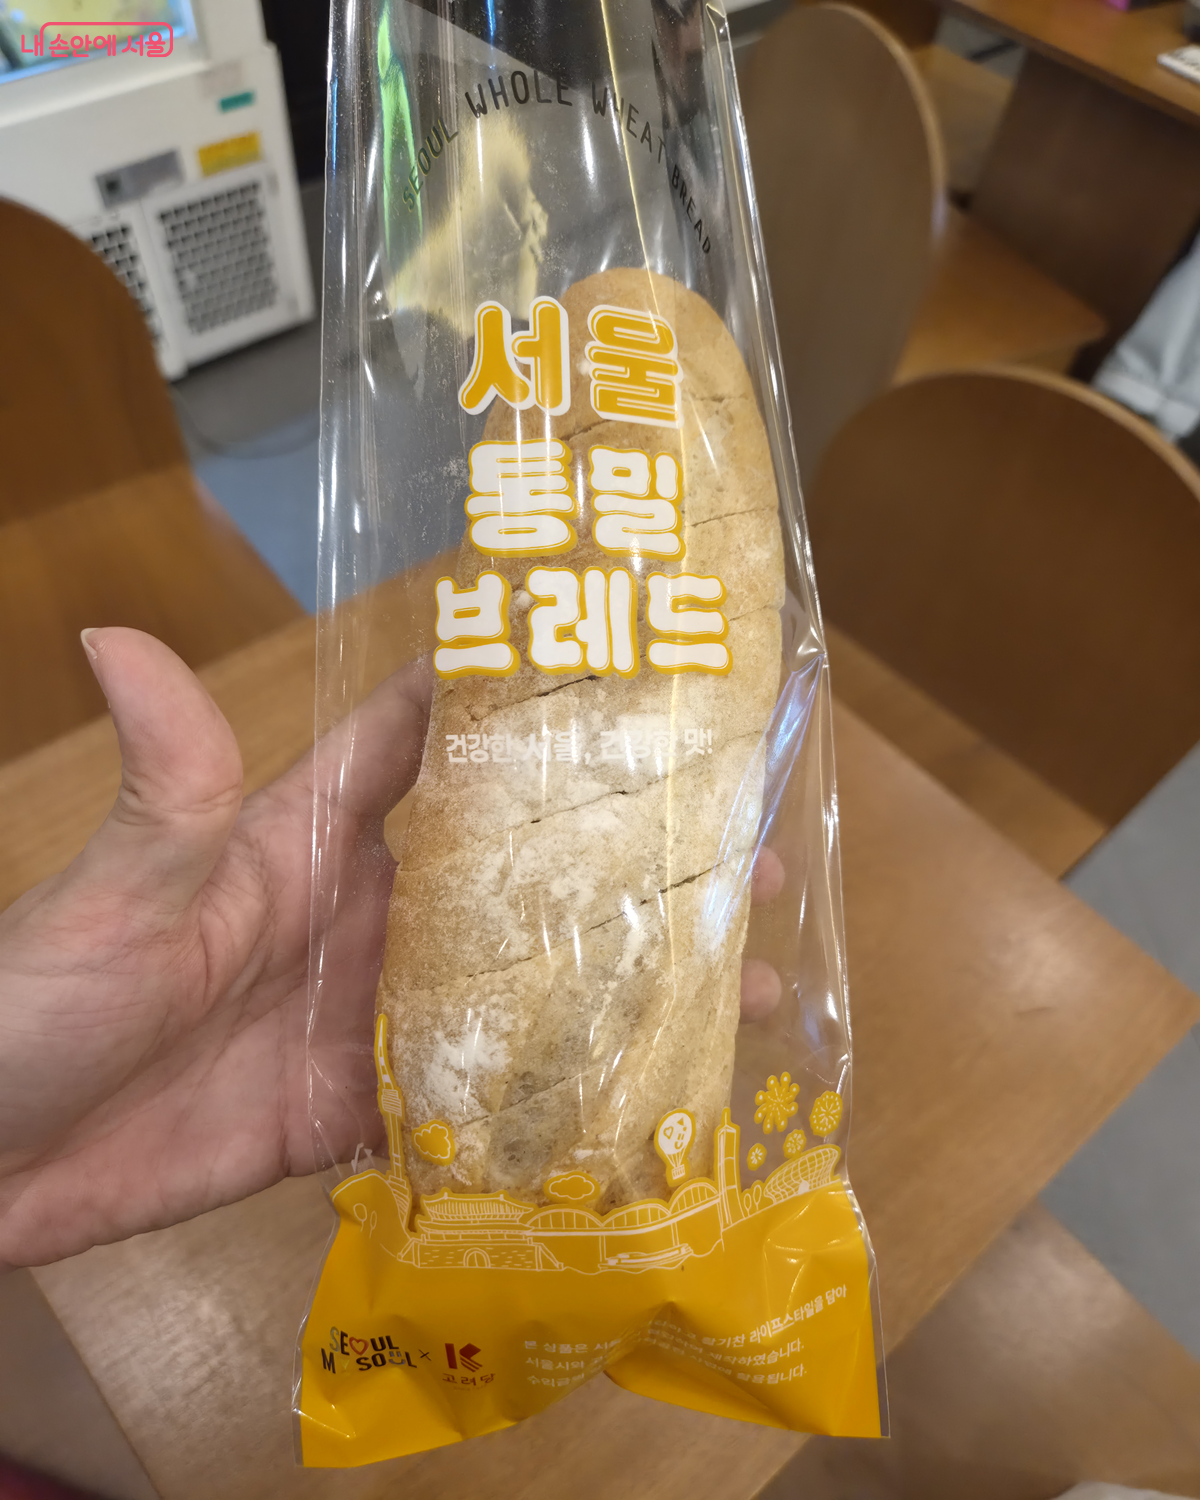 내 손안에 서울
SEOUL WHOLE WHEAT BREAD
서울
통밀
브레드
건강한 서울, 건강한 맛!
SEOUL
MY SOUL
×
고려당
본 상품은 활기찬 라이프스타일을 담아
서울시와 제작하였습니다.
수익금은 활용됩니다.